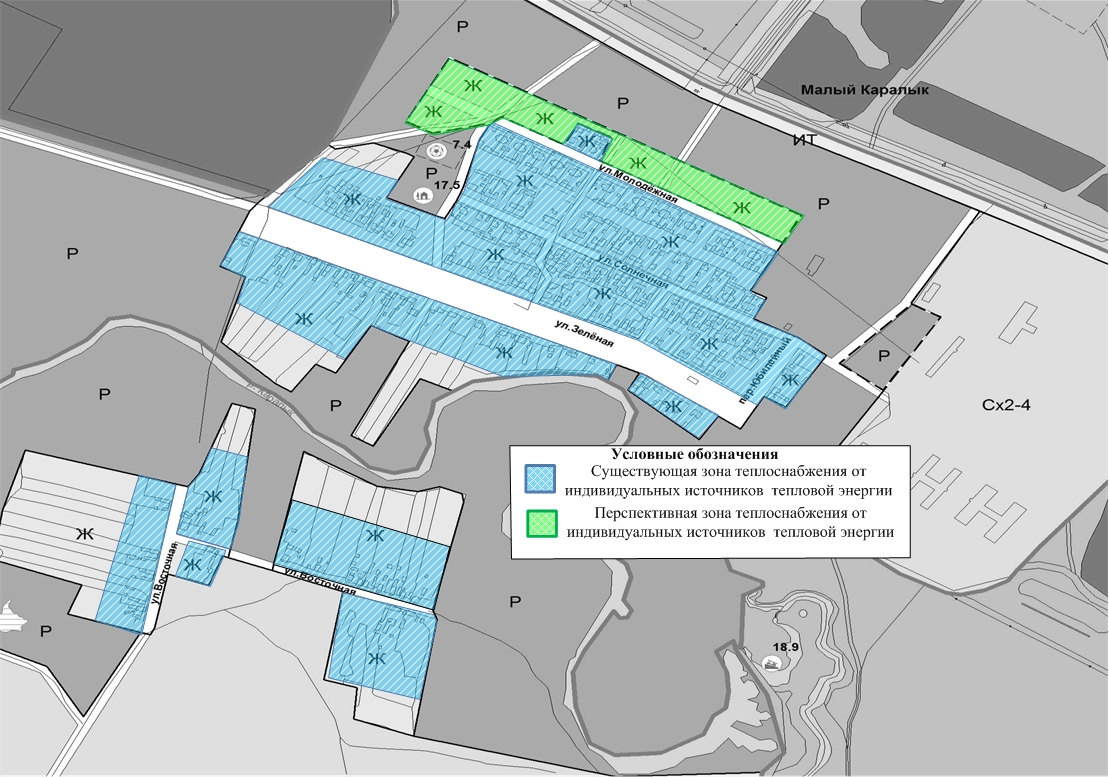 Р
Малый Каралык
Ж
Ж
Р
Ж
ИТ
Ж
7.4
Ж
Р
17.5
Ж
ул.Молодёжная
Ж
Ж
Р
Ж
Р
Ж
ул.Солнечная
Ж
Ж
ул.Зелёная
Ж
Ж
Р
пер.Юбилейный
Ж
Р
Р
Ж
Сх2-4
Условные обозначения
Существующая зона теплоснабжения от
индивидуальных источников тепловой энергии
Перспективная зона теплоснабжения от
индивидуальных источников тепловой энергии
Ж
Ж
Ж
Ж
ул.Восточная
ул.Восточная
Р
Р
Ж
18.9